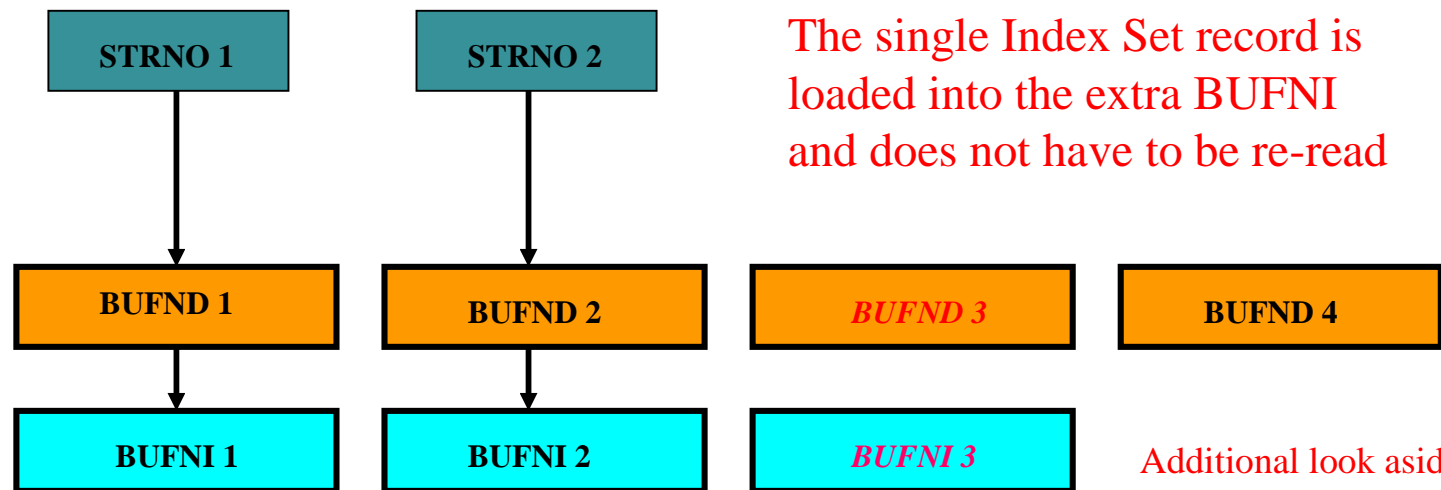 STRNO 1
STRNO 2
The single Index Set record is
loaded into the extra BUFNI
and does not have to be re-read
BUFND 1
BUFND 2
BUFND 3
BUFND 4
BUFNI 1
BUFNI 2
BUFNI 3
Additional look